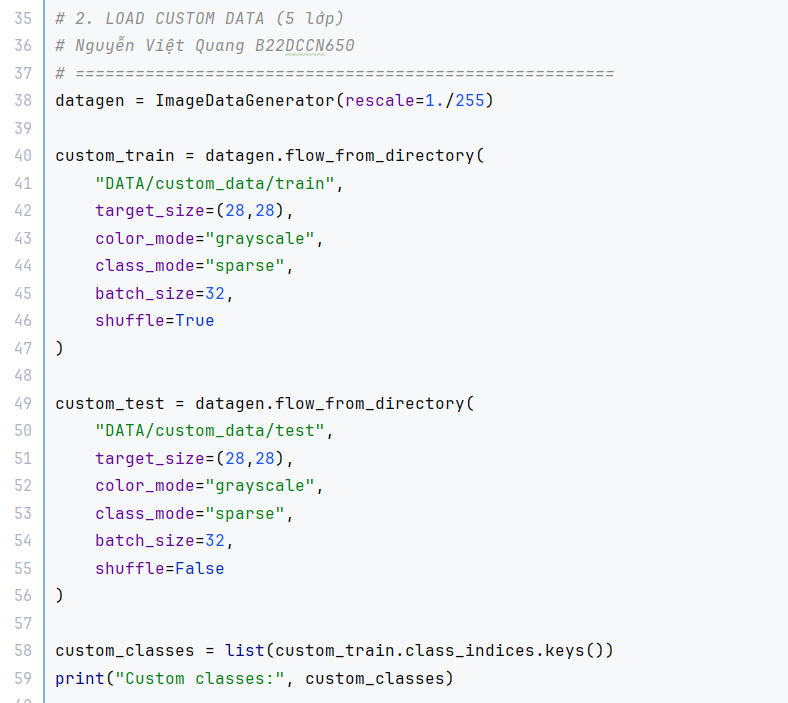 35 # 2. LOAD CUSTOM DATA (5 lớp)
36 # Nguyễn Việt Quang B22DCCN650
37 # ======================================================
38 datagen = ImageDataGenerator(rescale=1./255)
39
40 custom_train = datagen.flow_from_directory(
41     "DATA/custom_data/train",
42     target_size=(28,28),
43     color_mode="grayscale",
44     class_mode="sparse",
45     batch_size=32,
46     shuffle=True
47 )
48
49 custom_test = datagen.flow_from_directory(
50     "DATA/custom_data/test",
51     target_size=(28,28),
52     color_mode="grayscale",
53     class_mode="sparse",
54     batch_size=32,
55     shuffle=False
56 )
57
58 custom_classes = list(custom_train.class_indices.keys())
59 print("Custom classes:", custom_classes)